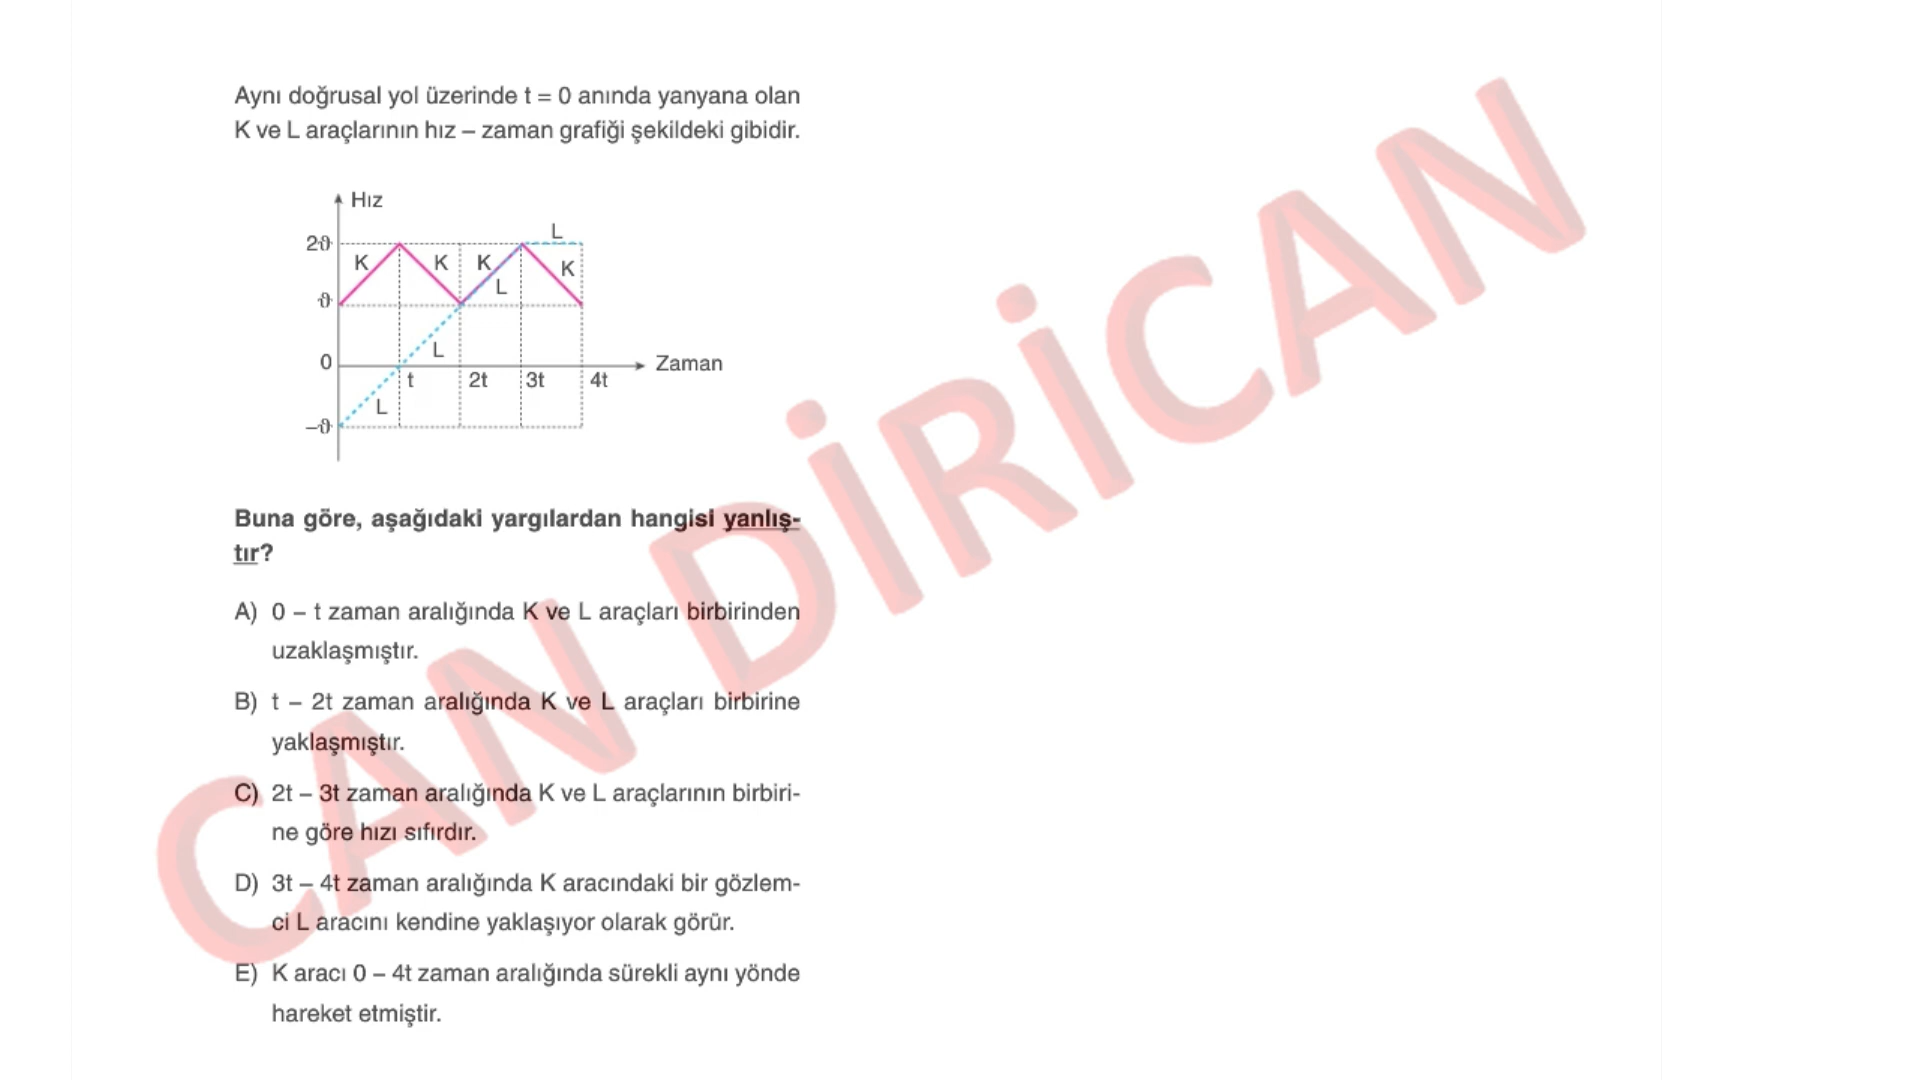 Aynı doğrusal yol üzerinde t = 0 anında yanyana olan
K ve L araçlarının hız – zaman grafiği şekildeki gibidir.
Hız
2ϑ
L
K
K
K
K
L
ϑ
L
0
Zaman
t
2t
3t
4t
L
–ϑ
Buna göre, aşağıdaki yargılardan hangisi yanlış-
tır?
A) 0 – t zaman aralığında K ve L araçları birbirinden
uzaklaşmıştır.
B) t – 2t zaman aralığında K ve L araçları birbirine
yaklaşmıştır.
C) 2t – 3t zaman aralığında K ve L araçlarının birbiri-
ne göre hızı sıfırdır.
D) 3t – 4t zaman aralığında K aracındaki bir gözlem-
ci L aracını kendine yaklaşıyor olarak görür.
E) K aracı 0 – 4t zaman aralığında sürekli aynı yönde
hareket etmiştir.
CAN DİRİCAN